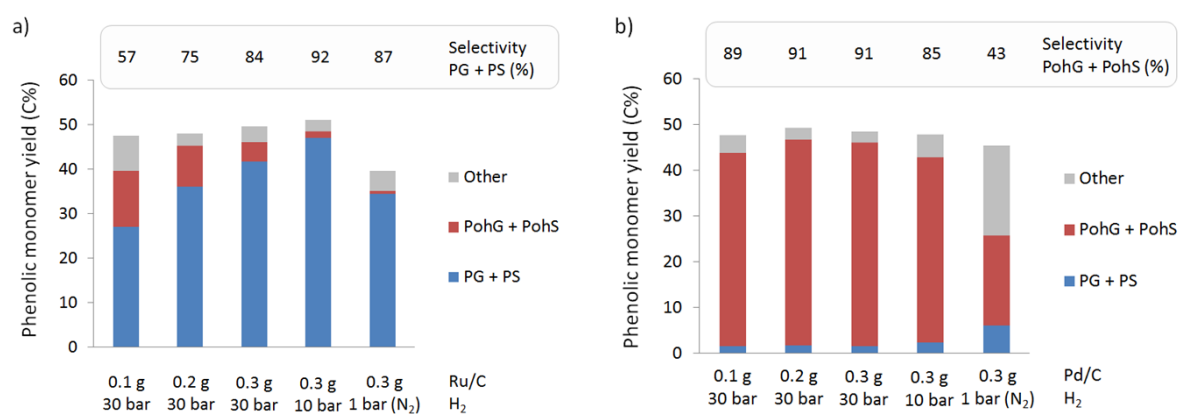 a)
57 75 84 92 87 Selectivity
PG + PS (%)
Phenolic monomer yield (C%)
60
50
40
30
20
10
0
Other
PohG + PohS
PG + PS
0.1 g 0.2 g 0.3 g 0.3 g 0.3 g Ru/C
30 bar 30 bar 30 bar 10 bar 1 bar (N₂) H₂
b)
89 91 91 85 43 Selectivity
PohG + PohS (%)
Phenolic monomer yield (C%)
60
50
40
30
20
10
0
Other
PohG + PohS
PG + PS
0.1 g 0.2 g 0.3 g 0.3 g 0.3 g Pd/C
30 bar 30 bar 30 bar 10 bar 1 bar (N₂) H₂